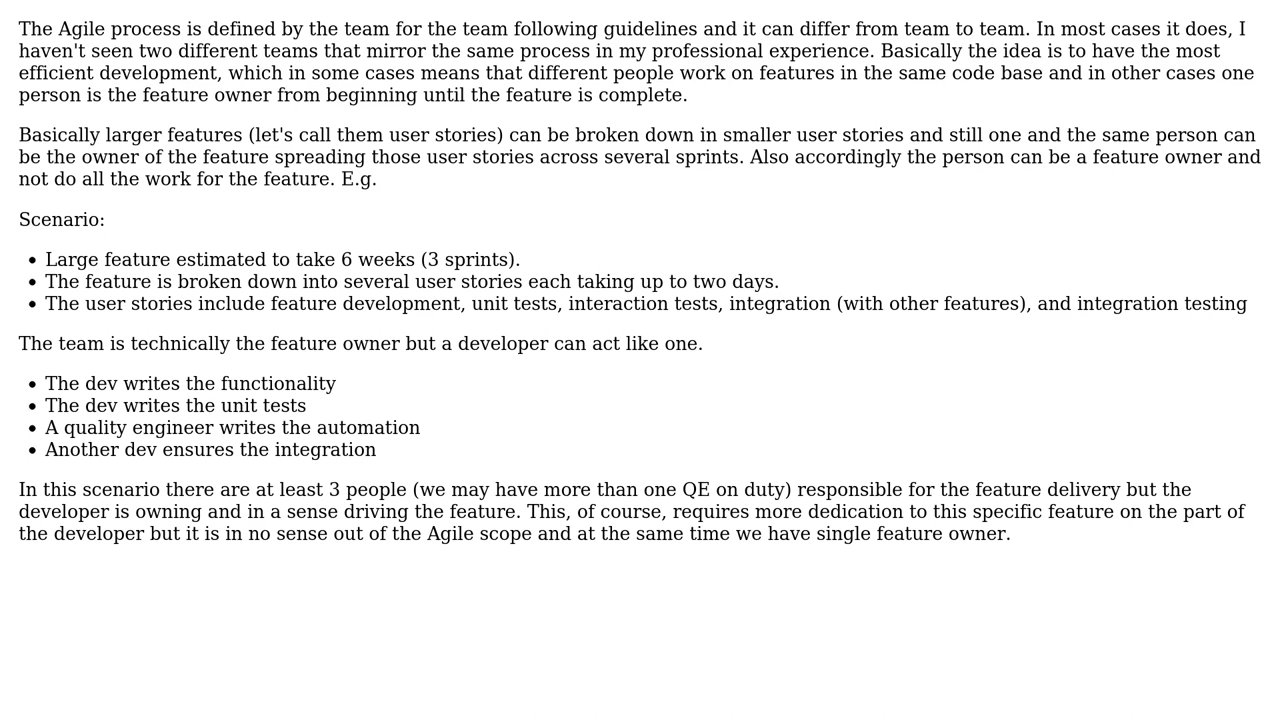 The Agile process is defined by the team for the team following guidelines and it can differ from team to team. In most cases it does, I
haven't seen two different teams that mirror the same process in my professional experience. Basically the idea is to have the most
efficient development, which in some cases means that different people work on features in the same code base and in other cases one
person is the feature owner from beginning until the feature is complete.
Basically larger features (let's call them user stories) can be broken down in smaller user stories and still one and the same person can
be the owner of the feature spreading those user stories across several sprints. Also accordingly the person can be a feature owner and
not do all the work for the feature. E.g.
Scenario:
• Large feature estimated to take 6 weeks (3 sprints).
• The feature is broken down into several user stories each taking up to two days.
• The user stories include feature development, unit tests, interaction tests, integration (with other features), and integration testing
The team is technically the feature owner but a developer can act like one.
• The dev writes the functionality
• The dev writes the unit tests
• A quality engineer writes the automation
• Another dev ensures the integration
In this scenario there are at least 3 people (we may have more than one QE on duty) responsible for the feature delivery but the
developer is owning and in a sense driving the feature. This, of course, requires more dedication to this specific feature on the part of
the developer but it is in no sense out of the Agile scope and at the same time we have single feature owner.